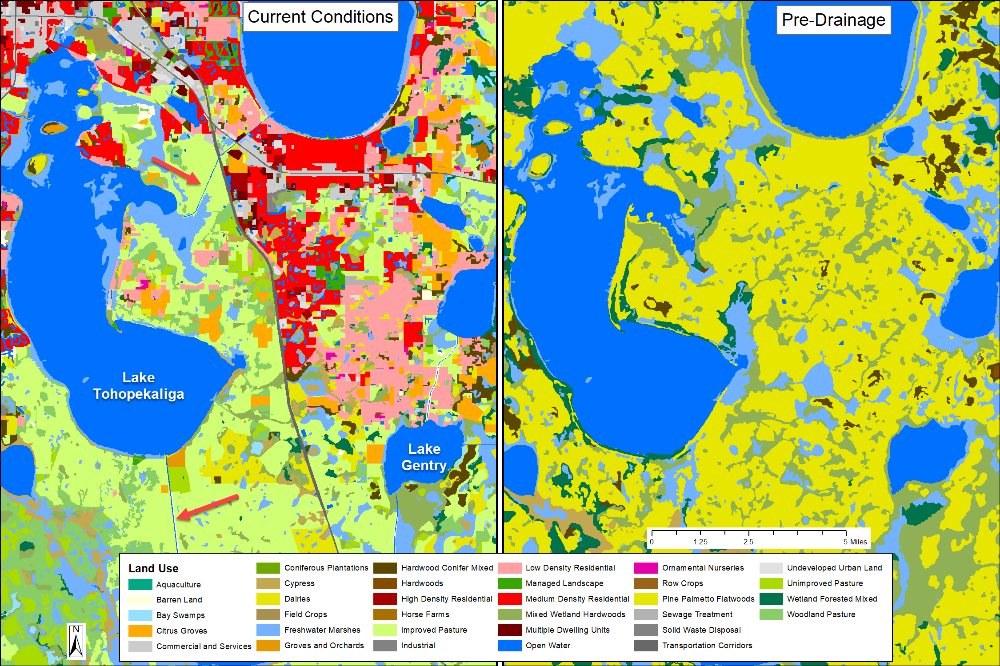 Current Conditions
Pre-Drainage
Lake
Tohopekaliga
Lake
Gentry
0 1.25 2.5 5 Miles
Land Use
Aquaculture
Barren Land
Bay Swamps
Citrus Groves
Commercial and Services
Coniferous Plantations
Cypress
Dairies
Field Crops
Freshwater Marshes
Groves and Orchards
Hardwood Conifer Mixed
Hardwoods
High Density Residential
Horse Farms
Improved Pasture
Industrial
Low Density Residential
Managed Landscape
Medium Density Residential
Mixed Wetland Hardwoods
Multiple Dwelling Units
Open Water
Ornamental Nurseries
Row Crops
Pine Palmetto Flatwoods
Sewage Treatment
Solid Waste Disposal
Transportation Corridors
Undeveloped Urban Land
Unimproved Pasture
Wetland Forested Mixed
Woodland Pasture
N